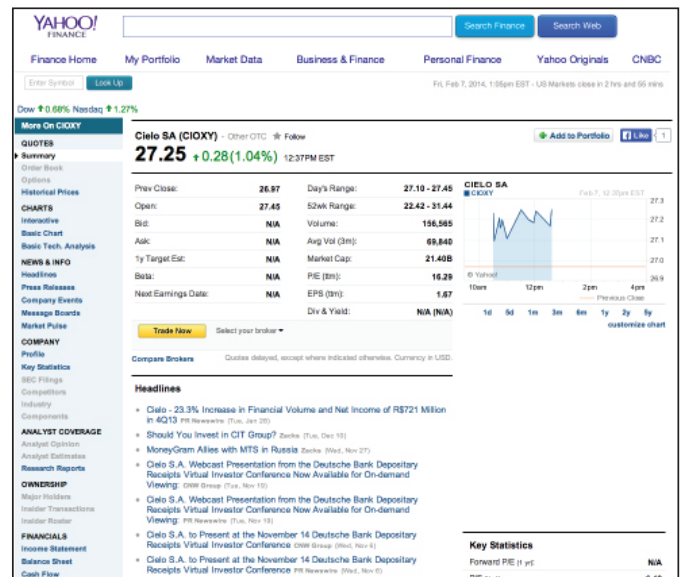 YAHOO!
FINANCE
Search Finance
Search Web
Finance Home
My Portfolio
Market Data
Business & Finance
Personal Finance
Yahoo Originals
CNBC
Enter Symbol
Look Up
Fri, Feb 7, 2014, 1:05pm EST - US Markets close in 2 hrs and 55 mins
Dow 0.68% Nasdaq 1.27%
More On CIOXY
QUOTES
Summary
Order Book
Options
Historical Prices
CHARTS
Interactive
Basic Chart
Basic Tech. Analysis
NEWS & INFO
Headlines
Press Releases
Company Events
Message Boards
Market Pulse
COMPANY
Profile
Key Statistics
SEC Filings
Competitors
Industry
Components
ANALYST COVERAGE
Analyst Opinion
Analyst Estimates
Research Reports
OWNERSHIP
Major Holders
Insider Transactions
Insider Roster
FINANCIALS
Income Statement
Balance Sheet
Cash Flow
Cielo SA (CIOXY) - Other OTC Follow
Add to Portfolio
Like 1
27.25 0.28(1.04%) 12:37PM EST
Prev Close: 26.97
Open: 27.45
Bid: N/A
Ask: N/A
1y Target Est: N/A
Beta: N/A
Next Earnings Date: N/A
Day's Range: 27.10 - 27.45
52wk Range: 22.42 - 31.44
Volume: 156,565
Avg Vol (3m): 69,840
Market Cap: 21.40B
P/E (ttm): 16.29
EPS (ttm): 1.67
Div & Yield: N/A (N/A)
CIELO SA
CIOXY
Feb 7, 12:35pm EST
27.3
27.2
27.1
27.0
26.9
© Yahoo!
10am 12pm 2pm 4pm
Previous Close
1d 5d 1m 3m 6m 1y 2y 5y
customize chart
Trade Now
Select your broker
Compare Brokers
Quotes delayed, except where indicated otherwise. Currency in USD.
Headlines
Cielo - 23.3% Increase in Financial Volume and Net Income of R$721 Million
in 4Q13 PR Newswire (Tue, Jan 28)
Should You Invest in CIT Group? Zacks (Tue, Dec 10)
MoneyGram Allies with MTS in Russia Zacks (Wed, Nov 27)
Cielo S.A. Webcast Presentation from the Deutsche Bank Depositary
Receipts Virtual Investor Conference Now Available for On-demand
Viewing: CNW Group (Tue, Nov 19)
Cielo S.A. Webcast Presentation from the Deutsche Bank Depositary
Receipts Virtual Investor Conference Now Available for On-demand
Viewing: PR Newswire (Tue, Nov 19)
Cielo S.A. to Present at the November 14 Deutsche Bank Depositary
Receipts Virtual Investor Conference CNW Group (Wed, Nov 6)
Cielo S.A. to Present at the November 14 Deutsche Bank Depositary
Receipts Virtual Investor Conference PR Newswire (Wed, Nov 6)
Key Statistics
Forward P/E (1 yr): N/A